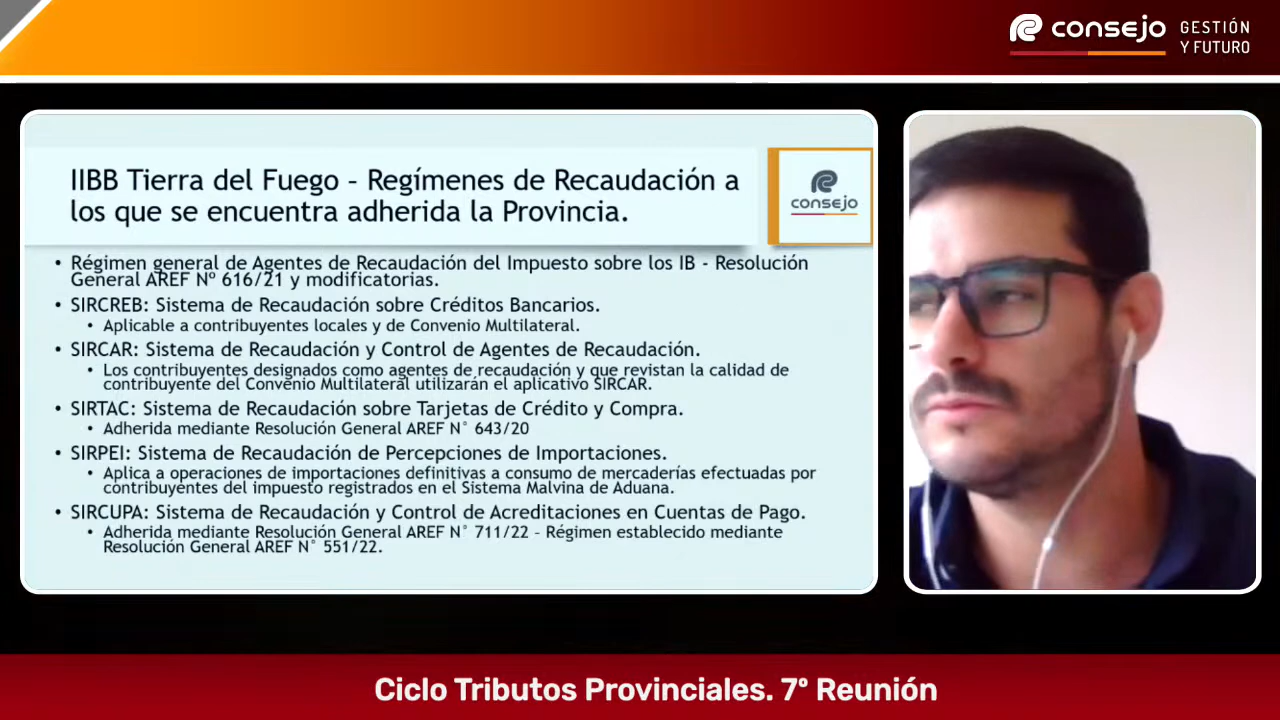 consejo
GESTIÓN
Y FUTURO
IIBB Tierra del Fuego - Regímenes de Recaudación a
los que se encuentra adherida la Provincia.
consejo
• Régimen general de Agentes de Recaudación del Impuesto sobre los IB - Resolución
General AREF Nº 616/21 y modificatorias.
• SIRCREB: Sistema de Recaudación sobre Créditos Bancarios.
• Aplicable a contribuyentes locales y de Convenio Multilateral.
• SIRCAR: Sistema de Recaudación y Control de Agentes de Recaudación.
• Los contribuyentes designados como agentes de recaudación y que revistan la calidad de
contribuyente del Convenio Multilateral utilizarán el aplicativo SIRCAR.
• SIRTAC: Sistema de Recaudación sobre Tarjetas de Crédito y Compra.
• Adherida mediante Resolución General AREF N° 643/20
• SIRPEI: Sistema de Recaudación de Percepciones de Importaciones.
• Aplica a operaciones de importaciones definitivas a consumo de mercaderías efectuadas por
contribuyentes del impuesto registrados en el Sistema Malvina de Aduana.
• SIRCUPA: Sistema de Recaudación y Control de Acreditaciones en Cuentas de Pago.
• Adherida mediante Resolución General AREF N° 711/22 – Régimen establecido mediante
Resolución General AREF N° 551/22.
Ciclo Tributos Provinciales. 7º Reunión